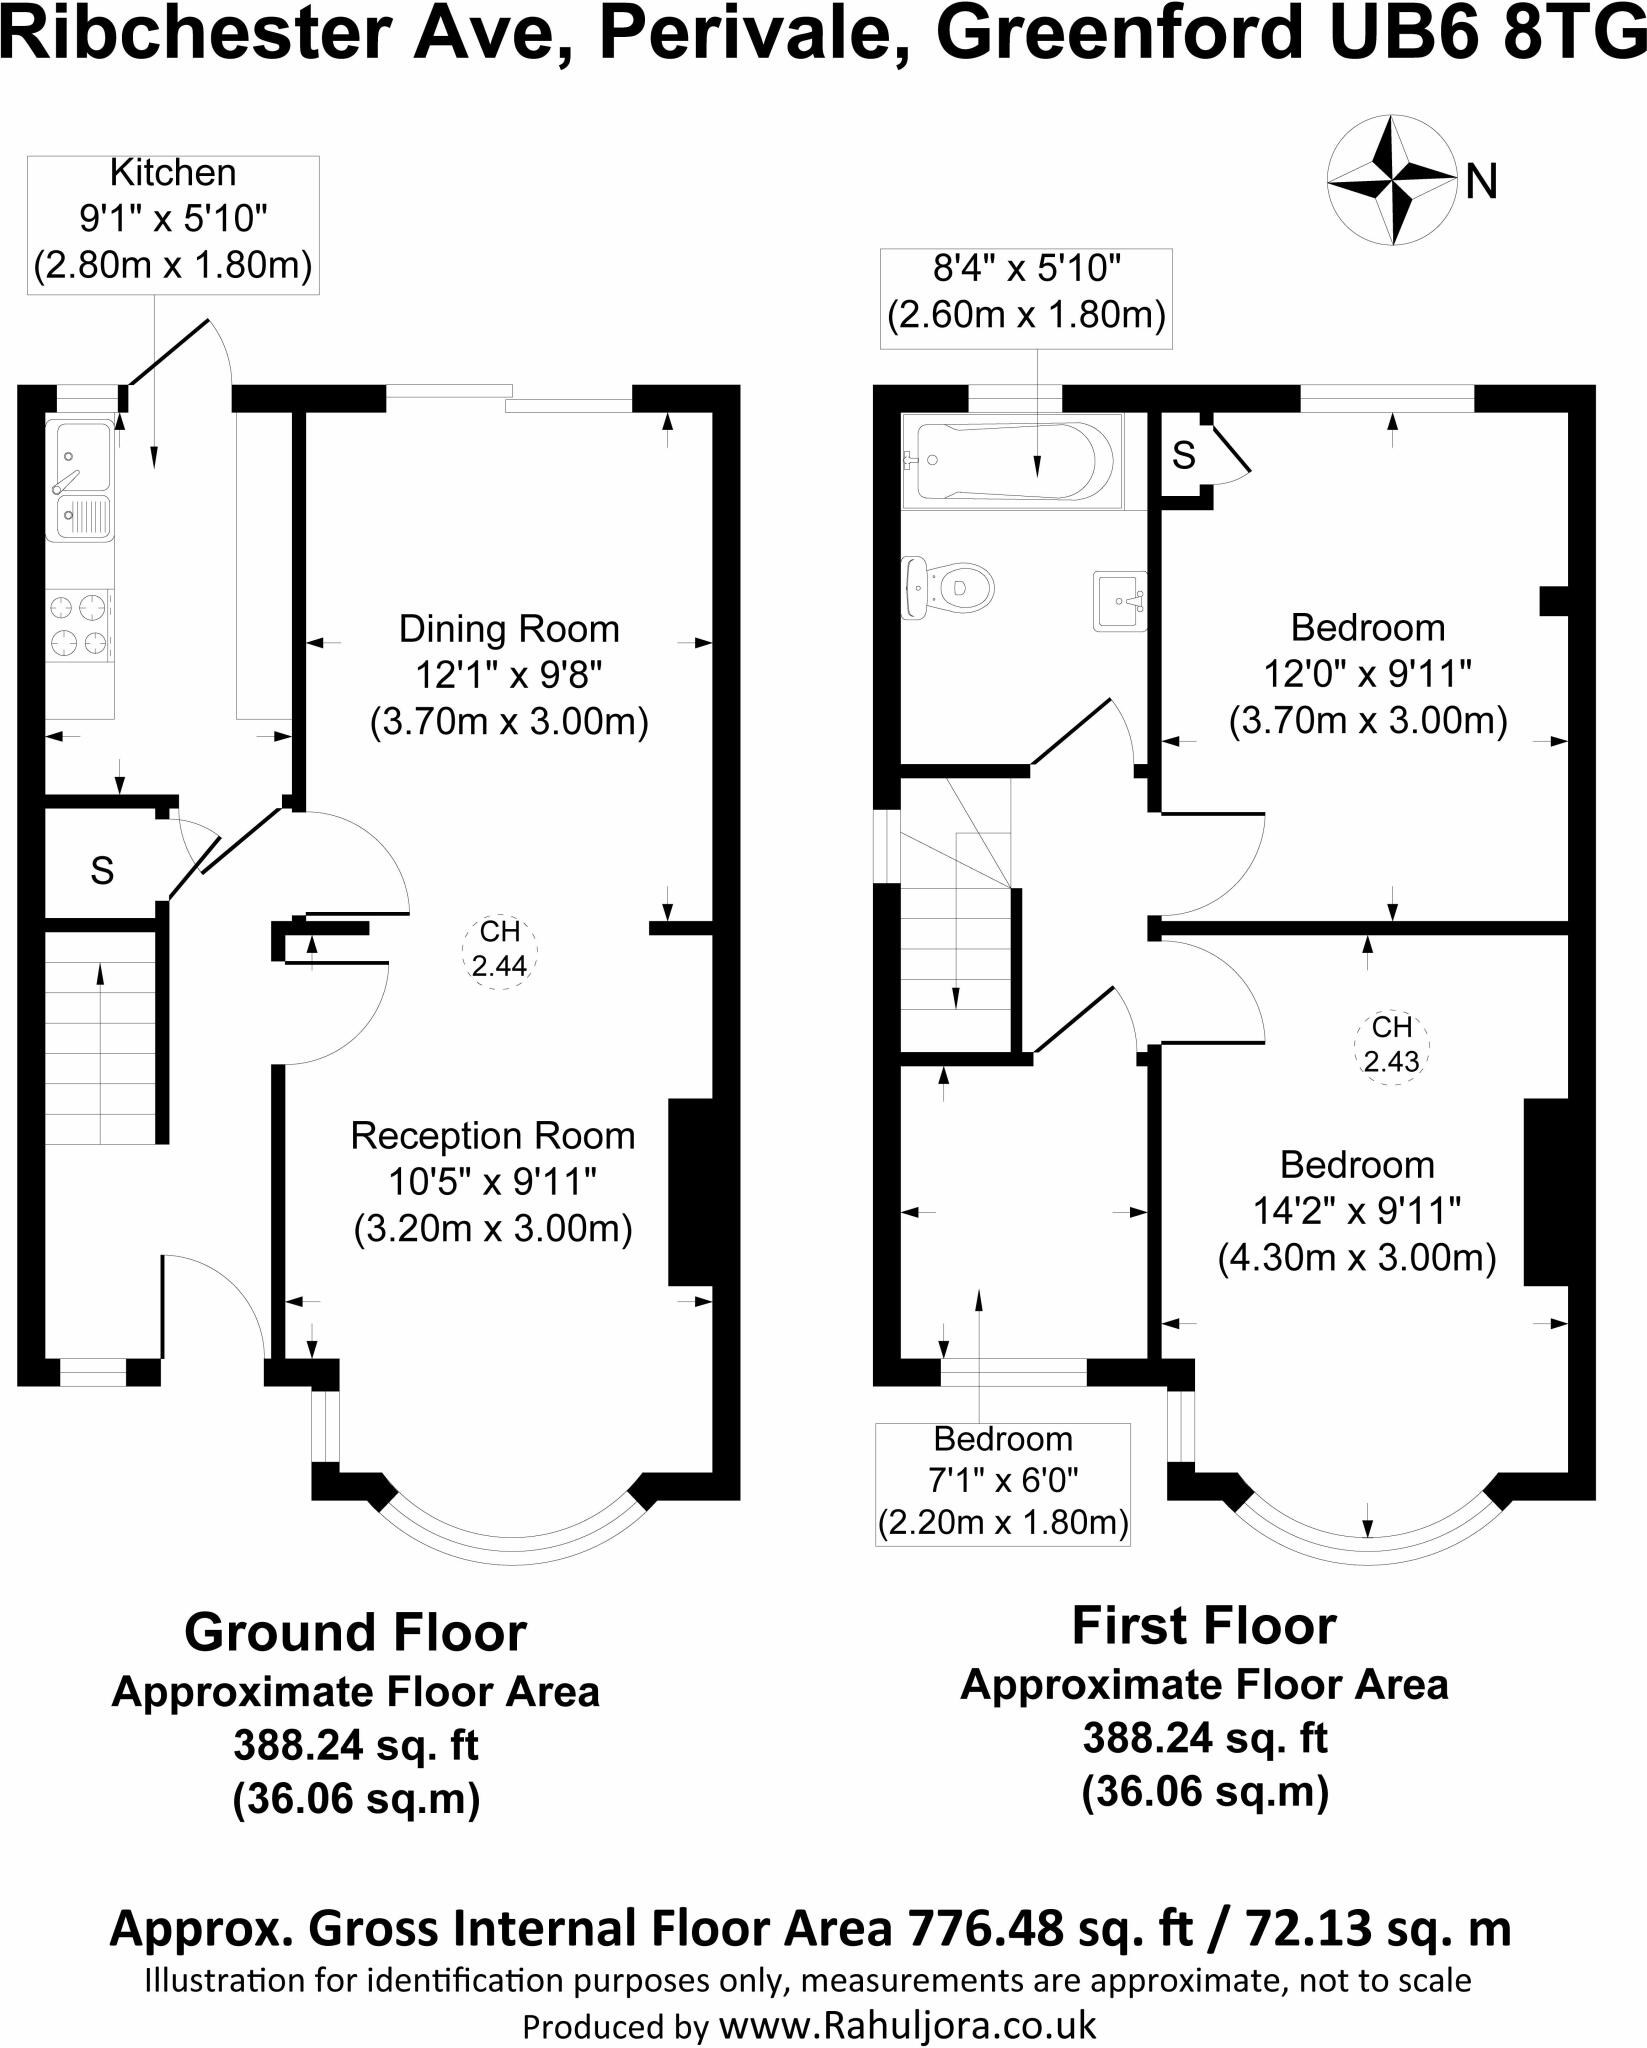 Ribchester Ave, Perivale, Greenford UB6 8TG
N
Kitchen
9'1" x 5'10"
(2.80m x 1.80m)
8'4" x 5'10"
(2.60m x 1.80m)
S
Dining Room
12'1" x 9'8"
(3.70m x 3.00m)
Bedroom
12'0" x 9'11"
(3.70m x 3.00m)
S
CH
2.44
CH
2.43
Reception Room
10'5" x 9'11"
(3.20m x 3.00m)
Bedroom
14'2" x 9'11"
(4.30m x 3.00m)
Bedroom
7'1" x 6'0"
(2.20m x 1.80m)
Ground Floor
Approximate Floor Area
388.24 sq. ft
(36.06 sq.m)
First Floor
Approximate Floor Area
388.24 sq. ft
(36.06 sq.m)
Approx. Gross Internal Floor Area 776.48 sq. ft / 72.13 sq. m
Illustration for identification purposes only, measurements are approximate, not to scale
Produced by www.Rahuljora.co.uk